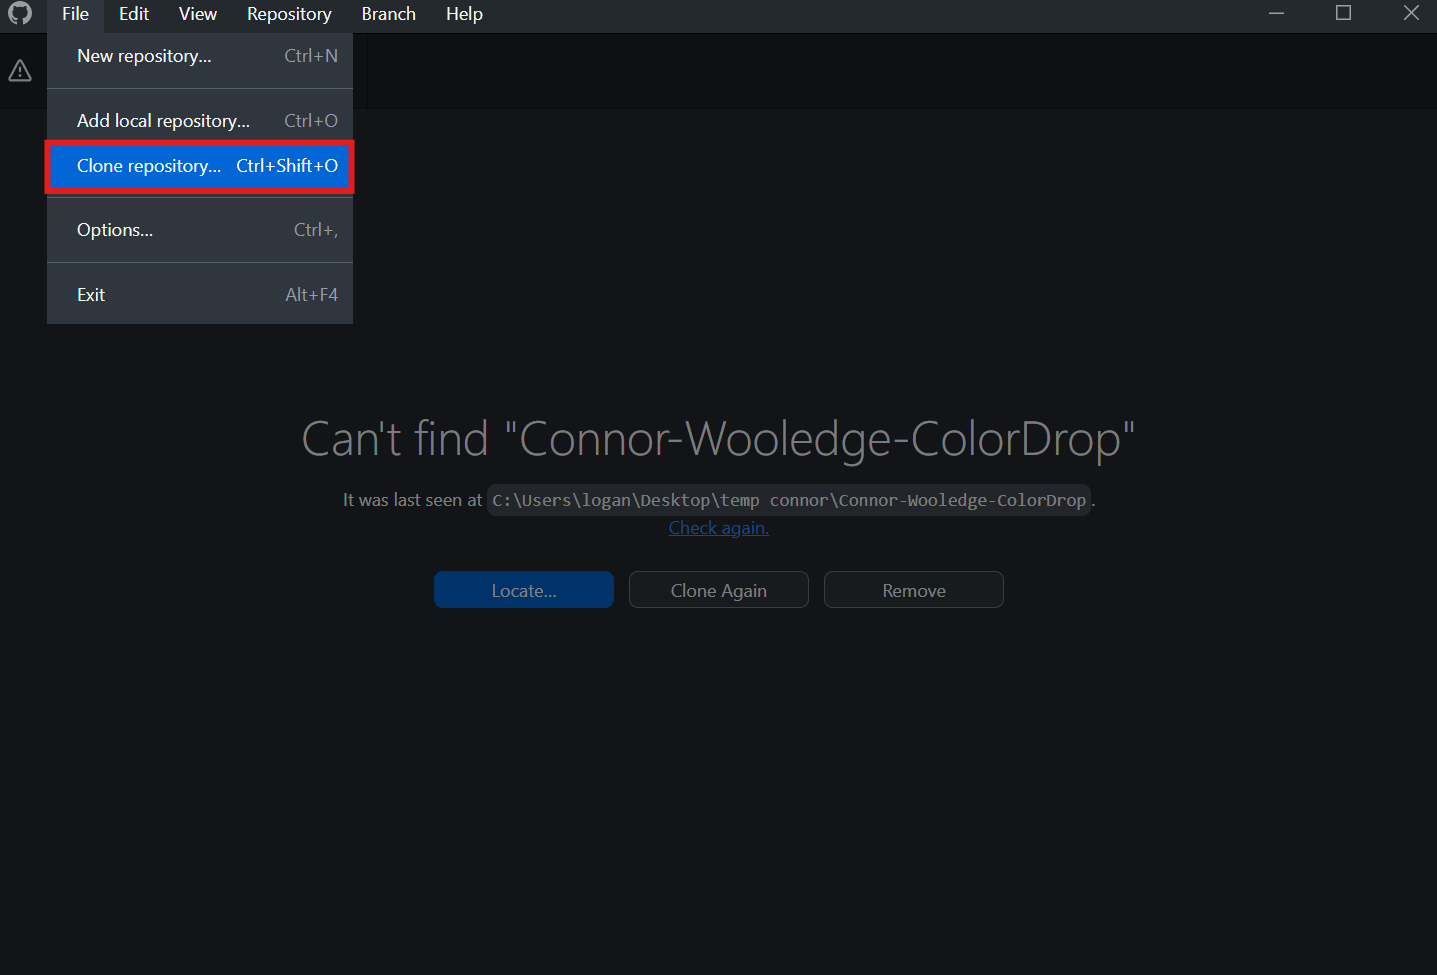 File Edit View Repository Branch Help
New repository... Ctrl+N
Add local repository... Ctrl+O
Clone repository... Ctrl+Shift+O
Options... Ctrl+,
Exit Alt+F4
Can't find "Connor-Wooledge-ColorDrop"
It was last seen at C:\Users\logan\Desktop\temp connor\Connor-Wooledge-ColorDrop.
Check again.
Locate... Clone Again Remove